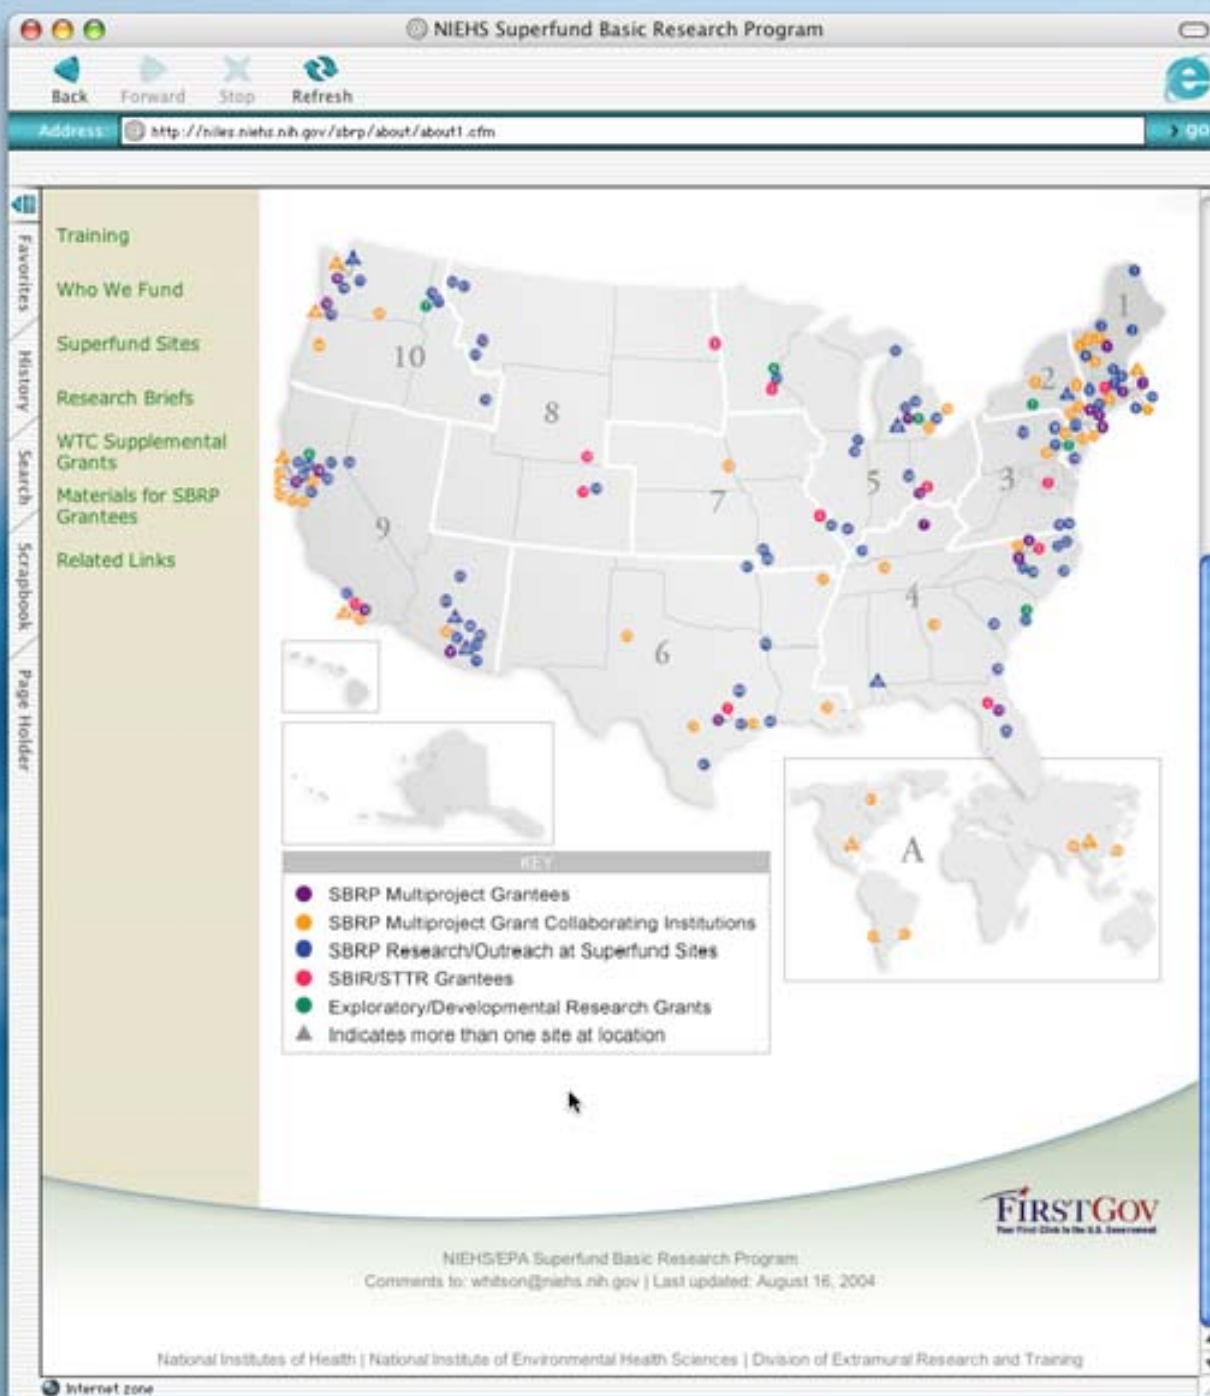 NIEHS Superfund Basic Research Program
Back Forward Stop Refresh
Address: http://niles.niehs.nih.gov/sbrp/about/about1.cfm go
Favorites
History
Search
Scrapbook
Page Holder
Training
Who We Fund
Superfund Sites
Research Briefs
WTC Supplemental
Grants
Materials for SBRP
Grantees
Related Links
1
2
10
8
5
3
7
9
4
6
A
KEY
SBRP Multiproject Grantees
SBRP Multiproject Grant Collaborating Institutions
SBRP Research/Outreach at Superfund Sites
SBIR/STTR Grantees
Exploratory/Developmental Research Grants
Indicates more than one site at location
FIRSTGOV
Your First Click to the U.S. Government
NIEHS/EPA Superfund Basic Research Program
Comments to: whitson@niehs.nih.gov | Last updated: August 16, 2004
National Institutes of Health | National Institute of Environmental Health Sciences | Division of Extramural Research and Training
Internet zone